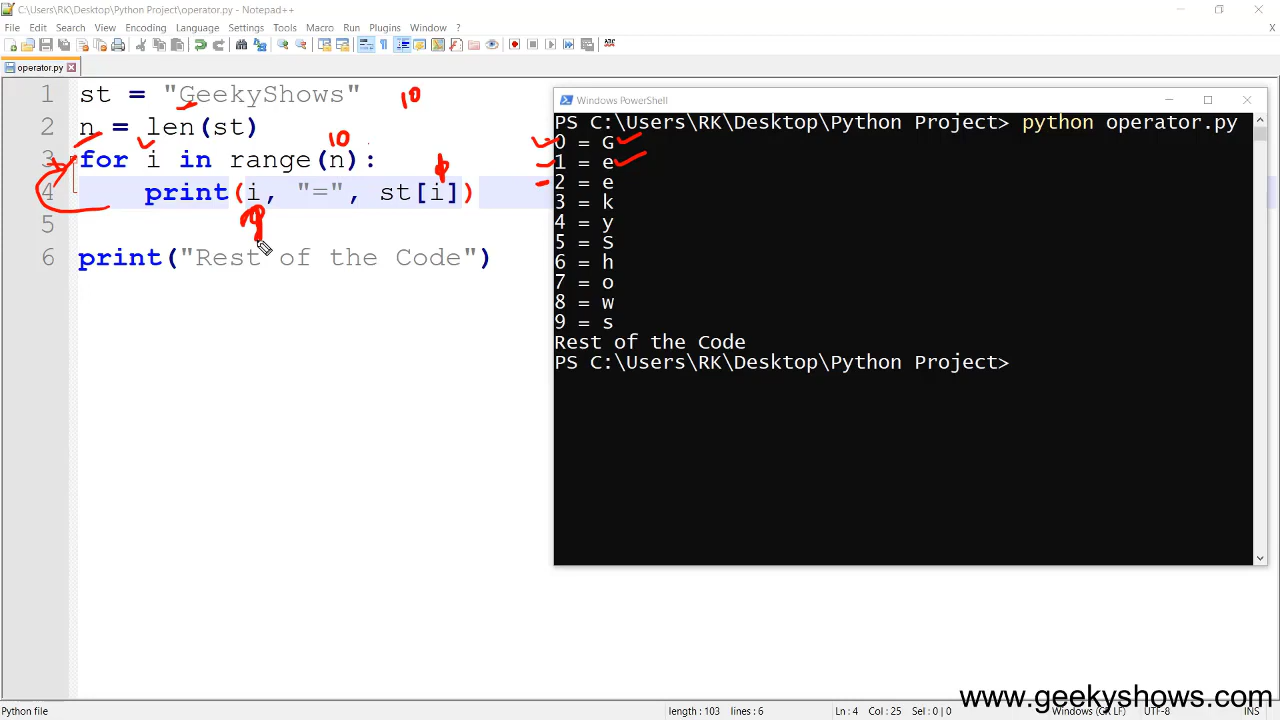 C:\Users\RK\Desktop\Python Project\operator.py - Notepad++
File Edit Search View Encoding Language Settings Tools Macro Run Plugins Window ?
X
operator.py
1 st = "GeekyShows" 10
2 n = len(st)
10
3 for i in range(n):
4 print(i, "=", st[i])
5
6 print("Rest of the Code")
Windows PowerShell
PS C:\Users\RK\Desktop\Python Project> python operator.py
0 = G
1 = e
2 = e
3 = k
4 = y
5 = S
6 = h
7 = o
8 = w
9 = s
Rest of the Code
PS C:\Users\RK\Desktop\Python Project>
www.geekyshows.com
Python file length : 103 lines : 6 Ln : 4 Col : 25 Sel : 0 | 0 Windows (CR LF) UTF-8 INS